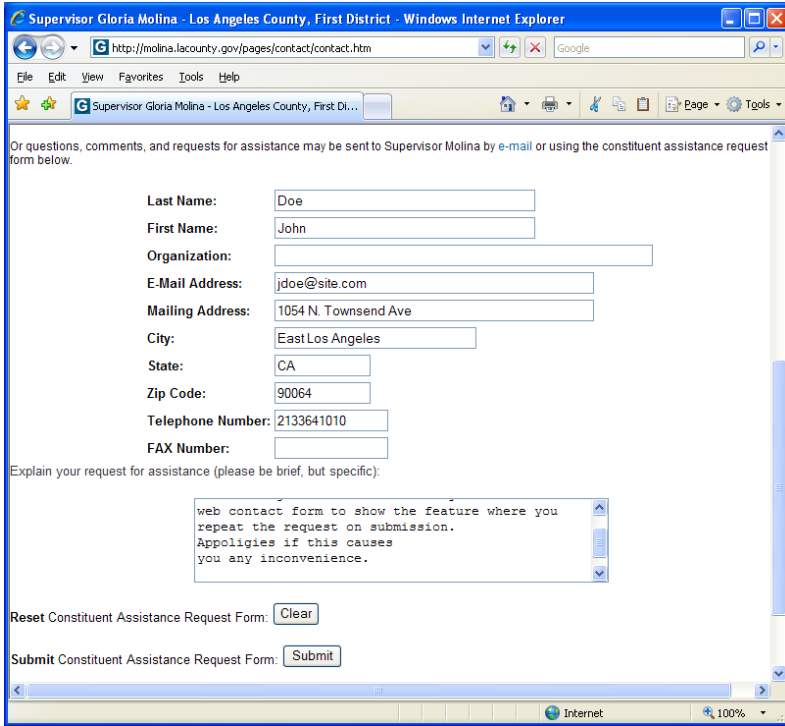 Supervisor Gloria Molina - Los Angeles County, First District - Windows Internet Explorer
http://molina.lacounty.gov/pages/contact/contact.htm
Google
File Edit View Favorites Tools Help
Supervisor Gloria Molina - Los Angeles County, First Di...
Page Tools
Or questions, comments, and requests for assistance may be sent to Supervisor Molina by e-mail or using the constituent assistance request
form below.
Last Name: Doe
First Name: John
Organization:
E-Mail Address: jdoe@site.com
Mailing Address: 1054 N. Townsend Ave
City: East Los Angeles
State: CA
Zip Code: 90064
Telephone Number: 2133641010
FAX Number:
Explain your request for assistance (please be brief, but specific):
web contact form to show the feature where you
repeat the request on submission.
Appoligies if this causes
you any inconvenience.
Reset Constituent Assistance Request Form: Clear
Submit Constituent Assistance Request Form: Submit
Internet 100%